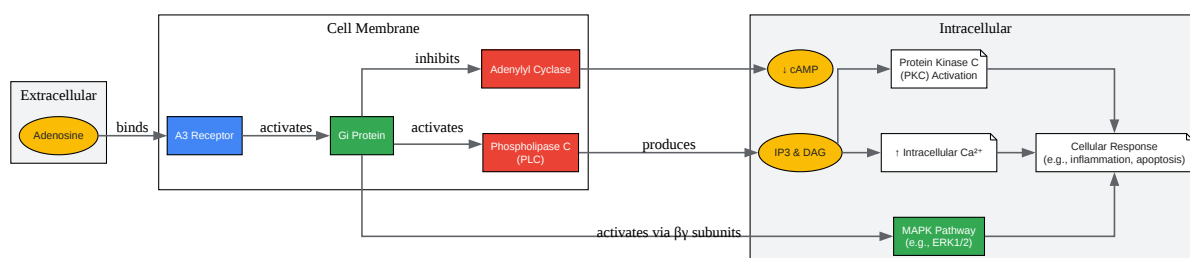 Cell Membrane
Intracellular
Extracellular
Adenosine
binds
A3 Receptor
activates
Gi Protein
inhibits
Adenylyl Cyclase
activates
Phospholipase C
(PLC)
produces
activates via βγ subunits
↓ cAMP
IP3 & DAG
Protein Kinase C
(PKC) Activation
↑ Intracellular Ca²⁺
MAPK Pathway
(e.g., ERK1/2)
Cellular Response
(e.g., inflammation, apoptosis)